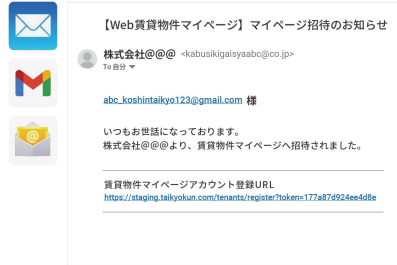 【Web賃貸物件マイページ】マイページ招待のお知らせ
株式会社@@@ <kabusikigaisyaabc@co.jp>
To 自分
abc_koshintaikyo123@gmail.com 様
いつもお世話になっております。
株式会社@@@より、賃貸物件マイページへ招待されました。
賃貸物件マイページアカウント登録URL
https://staging.taikyokun.com/tenants/register?token=177a87d924ee4d8e
@